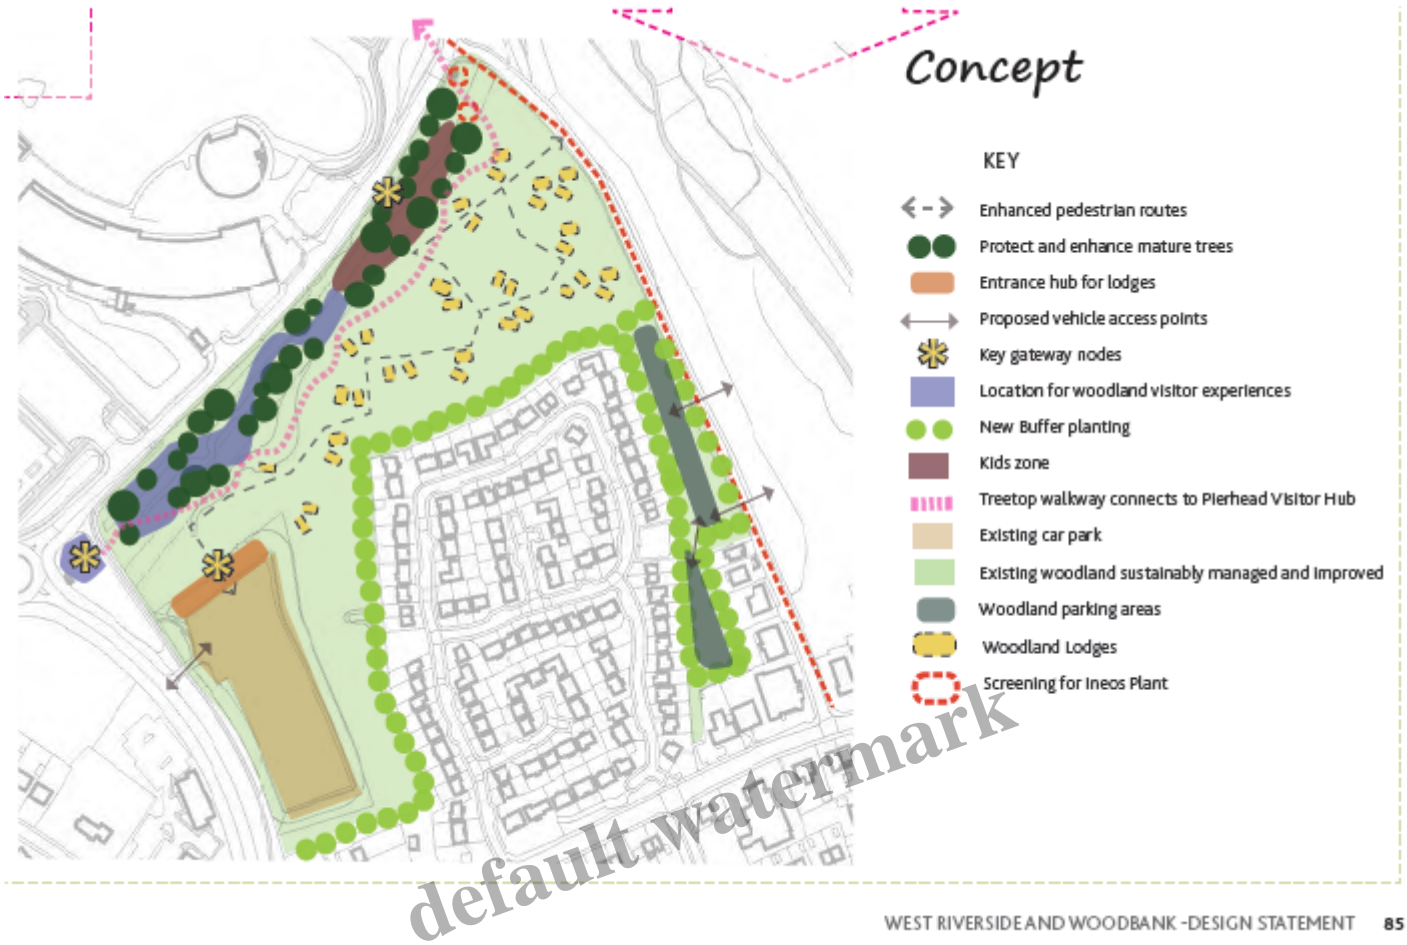 Concept
KEY
Enhanced pedestrian routes
Protect and enhance mature trees
Entrance hub for lodges
Proposed vehicle access points
Key gateway nodes
Location for woodland visitor experiences
New Buffer planting
Kids zone
Treetop walkway connects to Pierhead Visitor Hub
Existing car park
Existing woodland sustainably managed and improved
Woodland parking areas
Woodland Lodges
Screening for Ineos Plant
default watermark
WEST RIVERSIDE AND WOODBANK -DESIGN STATEMENT 85